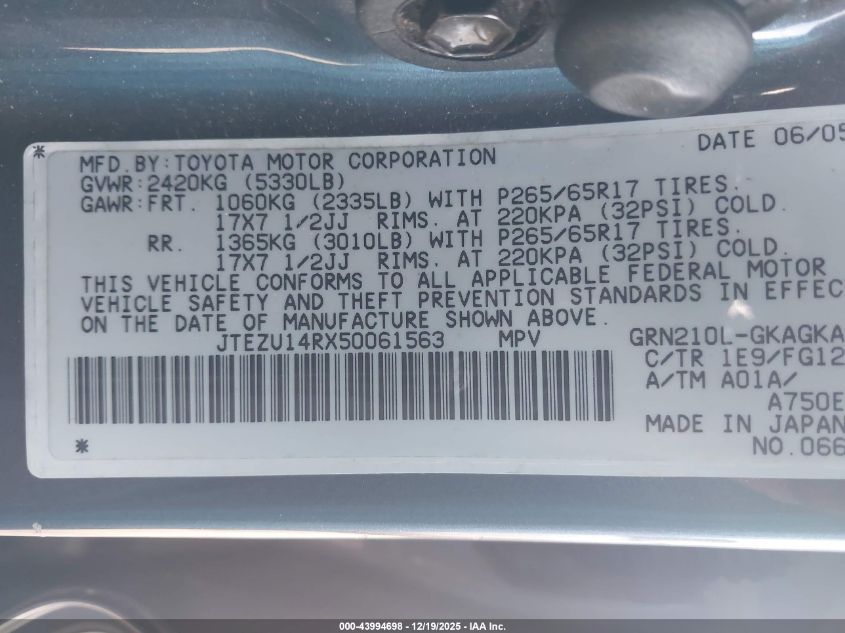 DATE 06/05
MFD.BY:TOYOTA MOTOR CORPORATION
GVWR:2420KG (5330LB)
GAWR:FRT. 1060KG (2335LB) WITH P265/65R17 TIRES.
17X7 1/2JJ RIMS. AT 220KPA (32PSI) COLD.
RR. 1365KG (3010LB) WITH P265/65R17 TIRES.
17X7 1/2JJ RIMS. AT 220KPA (32PSI) COLD.
THIS VEHICLE CONFORMS TO ALL APPLICABLE FEDERAL MOTOR
VEHICLE SAFETY AND THEFT PREVENTION STANDARDS IN EFFEC
ON THE DATE OF MANUFACTURE SHOWN ABOVE.
JTEZU14RX50061563 MPV GRN210L-GKAGKA
C/TR 1E9/FG12
A/TM A01A/
A750E
MADE IN JAPAN
NO.066
000-43994698 - 12/19/2025 - IAA Inc.